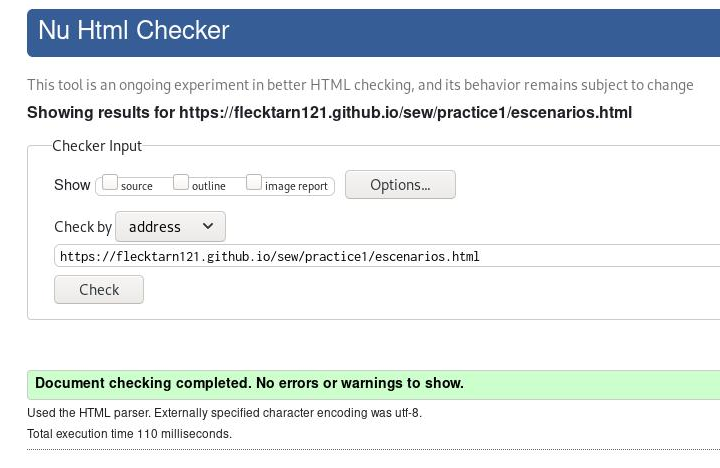 Nu Html Checker
This tool is an ongoing experiment in better HTML checking, and its behavior remains subject to change
Showing results for https://flecktarn121.github.io/sew/practice1/escenarios.html
Checker Input
Show source outline image report Options...
Check by address
https://flecktarn121.github.io/sew/practice1/escenarios.html
Check
Document checking completed. No errors or warnings to show.
Used the HTML parser. Externally specified character encoding was utf-8.
Total execution time 110 milliseconds.